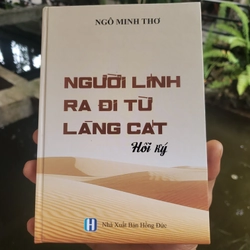 NGÔ MINH THƠ
NGƯỜI LÍNH
RA ĐI TỪ
LÀNG CÁT
Hồi ký
H
Nhà Xuất Bản Hồng Đức